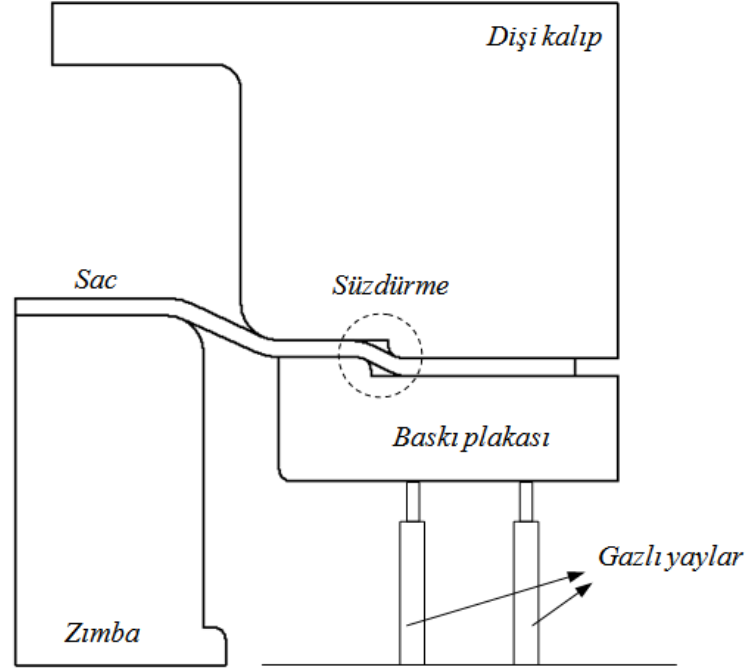 Dişi kalıp
Sac
Süzdürme
Baskı plakası
Gazlı yaylar
Zımba